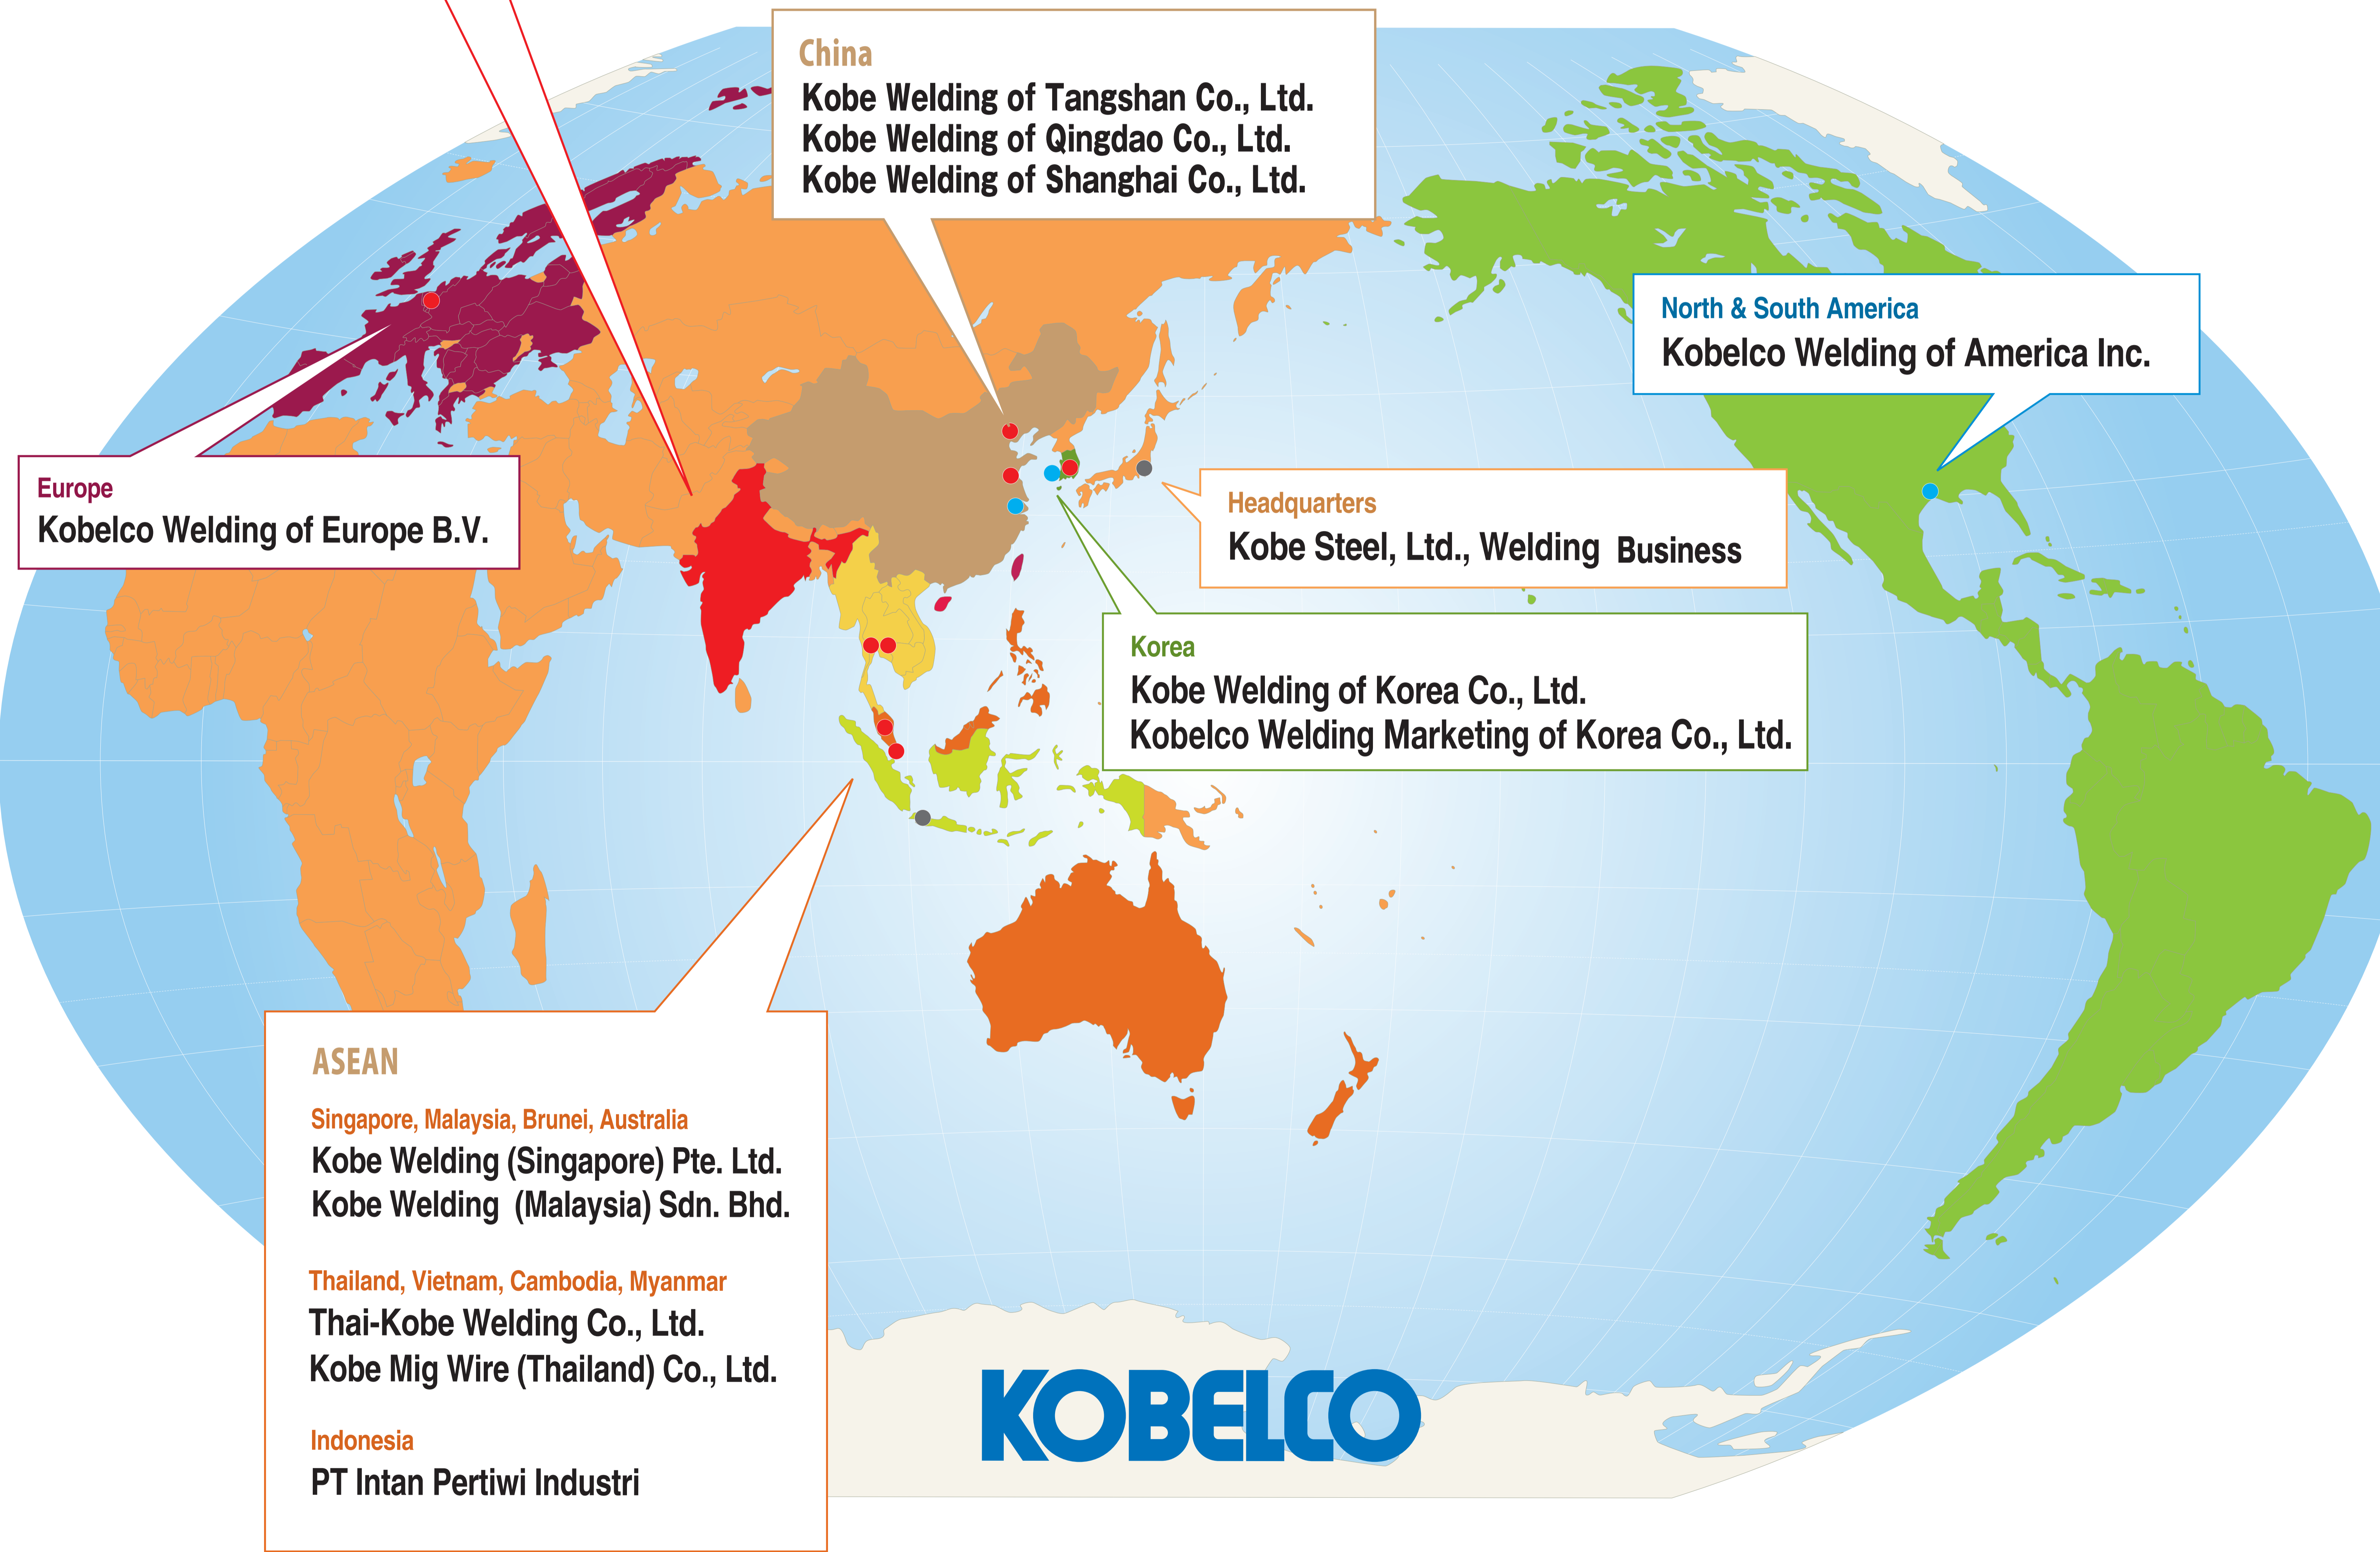 China
Kobe Welding of Tangshan Co., Ltd.
Kobe Welding of Qingdao Co., Ltd.
Kobe Welding of Shanghai Co., Ltd.
North & South America
Kobelco Welding of America Inc.
Europe
Kobelco Welding of Europe B.V.
Headquarters
Kobe Steel, Ltd., Welding Business
Korea
Kobe Welding of Korea Co., Ltd.
Kobelco Welding Marketing of Korea Co., Ltd.
ASEAN
Singapore, Malaysia, Brunei, Australia
Kobe Welding (Singapore) Pte. Ltd.
Kobe Welding (Malaysia) Sdn. Bhd.
Thailand, Vietnam, Cambodia, Myanmar
Thai-Kobe Welding Co., Ltd.
Kobe Mig Wire (Thailand) Co., Ltd.
Indonesia
PT Intan Pertiwi Industri
KOBELCO